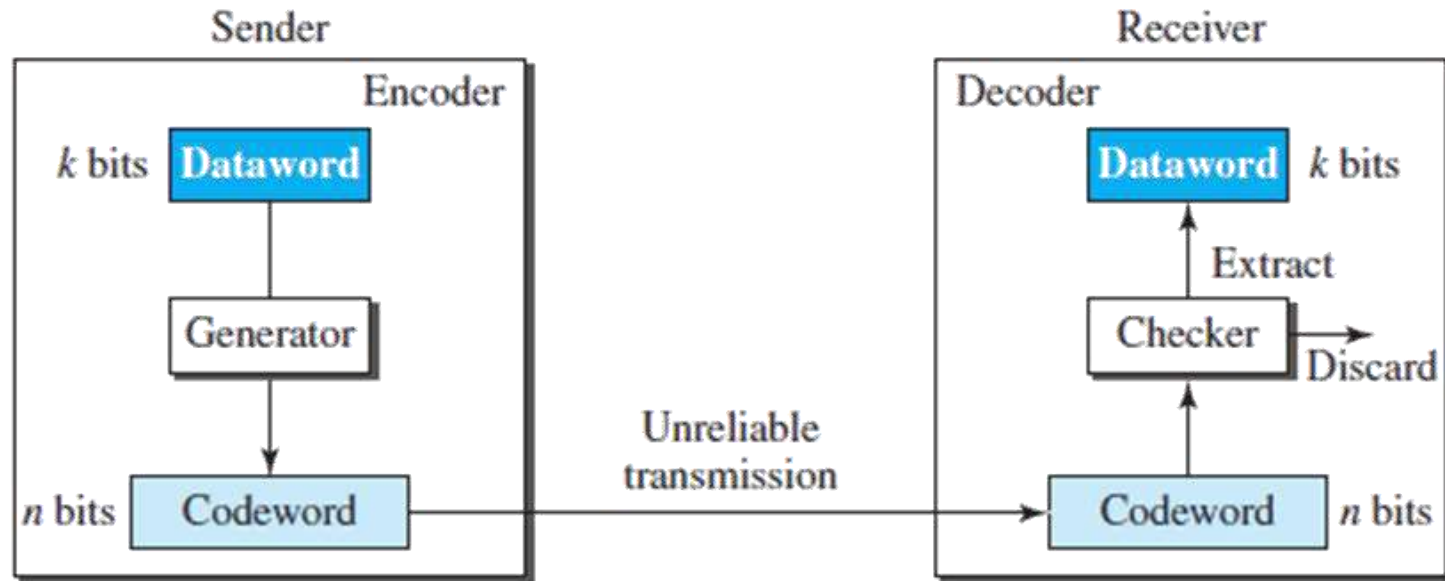 Sender
Encoder
k bits
Dataword
Generator
n bits
Codeword
Unreliable
transmission
Receiver
Decoder
Dataword
k bits
Extract
Checker
Discard
Codeword
n bits